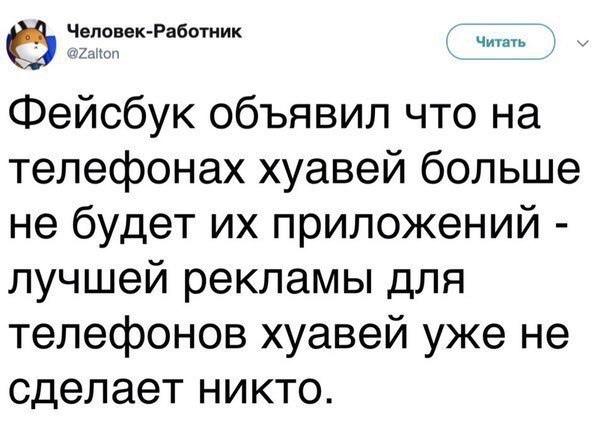 Человек-Работник
@Zalton
Читать
Фейсбук объявил что на
телефонах хуавей больше
не будет их приложений -
лучшей рекламы для
телефонов хуавей уже не
сделает никто.